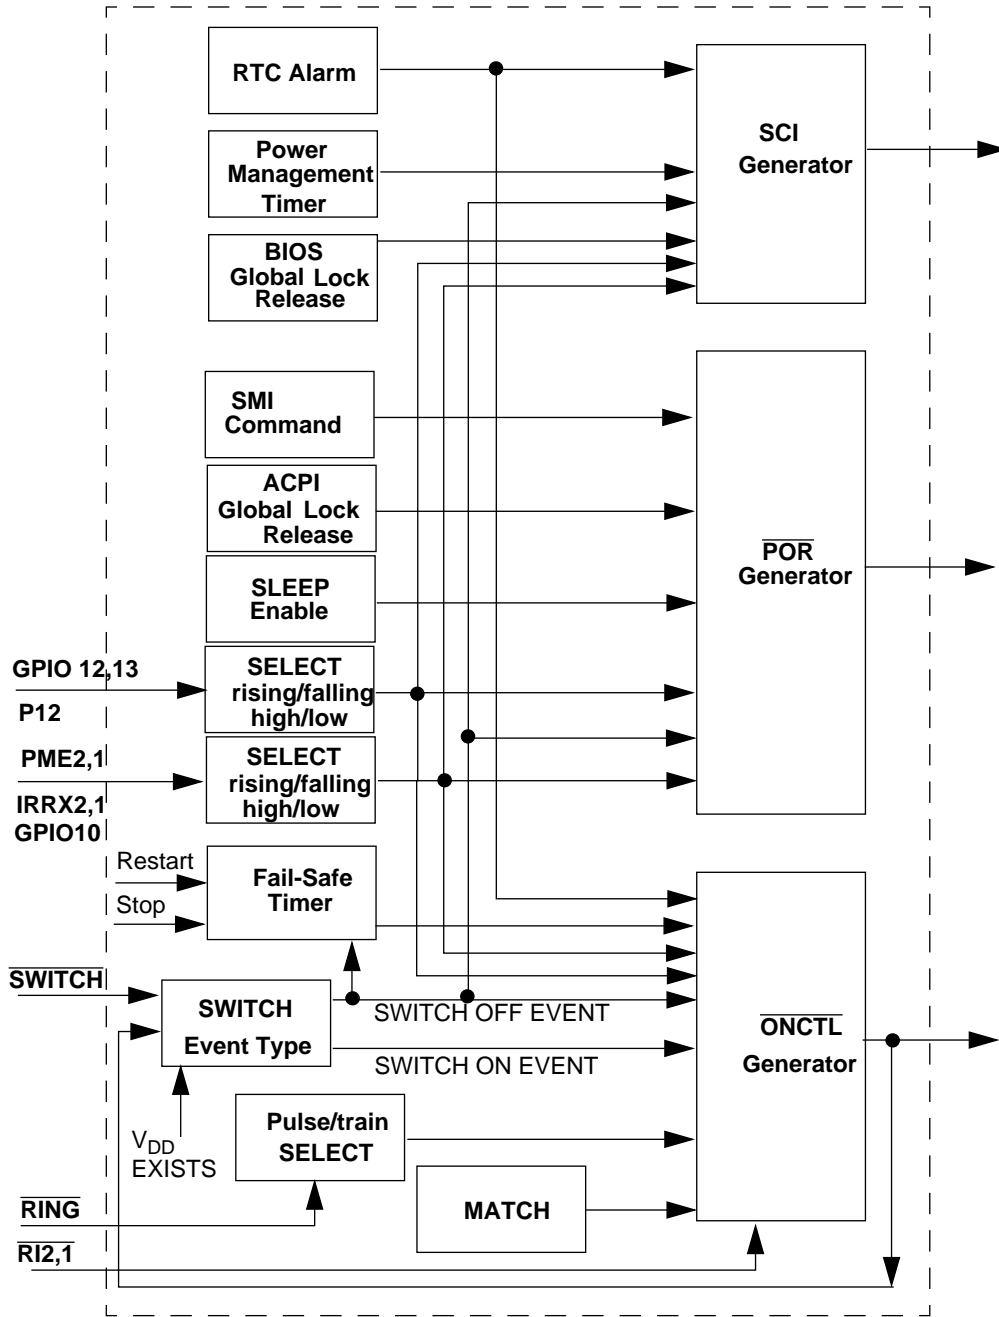 RTC Alarm
Power
Management
Timer
BIOS
Global Lock
Release
SCI
Generator
SMI
Command
ACPI
Global Lock
Release
SLEEP
Enable
POR
Generator
GPIO 12,13
P12
SELECT
rising/falling
high/low
PME2,1
IRRX2,1
GPIO10
SELECT
rising/falling
high/low
Restart
Stop
Fail-Safe
Timer
SWITCH
SWITCH
Event Type
SWITCH OFF EVENT
SWITCH ON EVENT
ONCTL
Generator
VDD
EXISTS
Pulse/train
SELECT
RING
MATCH
RI2,1